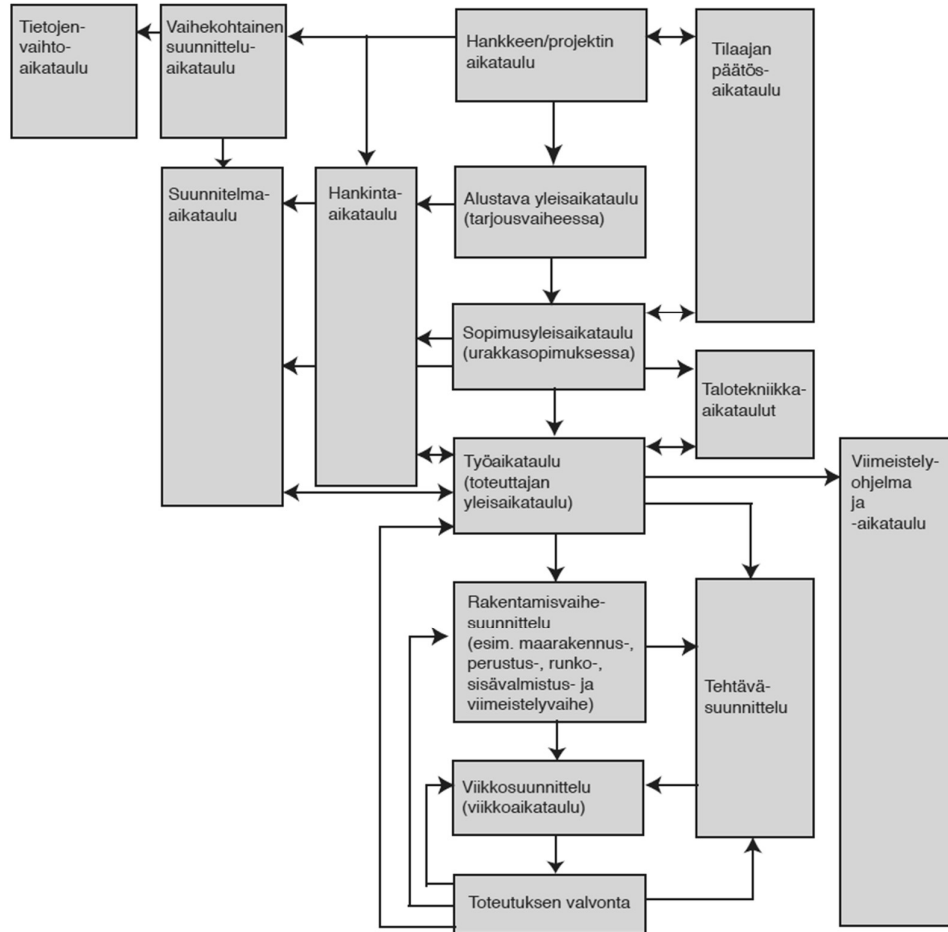 Tietojen-
vaihto-
aikataulu
Vaihekohtainen
suunnittelu-
aikataulu
Hankkeen/projektin
aikataulu
Tilaajan
päätös-
aikataulu
Suunnitelma-
aikataulu
Hankinta-
aikataulu
Alustava yleisaikataulu
(tarjousvaiheessa)
Sopimusyleisaikataulu
(urakkasopimuksessa)
Talotekniikka-
aikataulut
Työaikataulu
(toteuttajan
yleisaikataulu)
Viimeistely-
ohjelma
ja
-aikataulu
Rakentamisvaihe-
suunnittelu
(esim. maarakennus-,
perustus-, runko-,
sisävalmistus- ja
viimeistelyvaihe)
Tehtävä-
suunnittelu
Viikkosuunnittelu
(viikkoaikataulu)
Toteutuksen valvonta